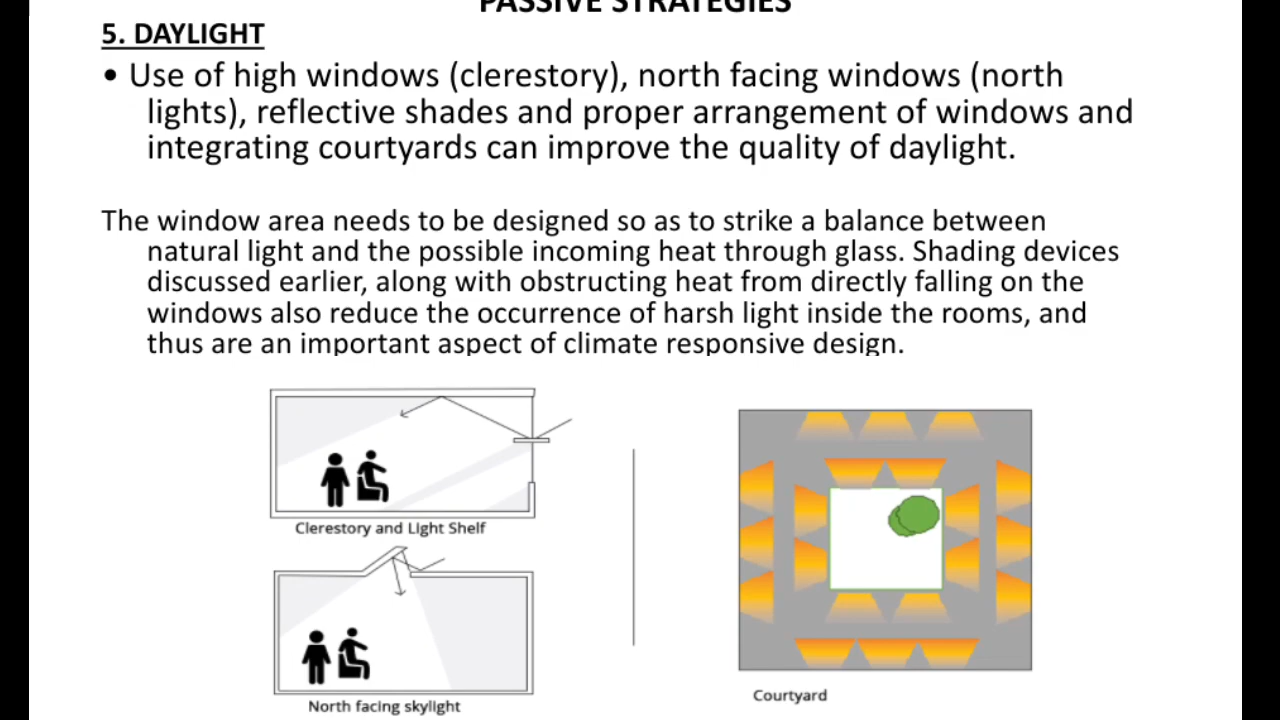 PASSIVE STRATEGIES
5. DAYLIGHT
• Use of high windows (clerestory), north facing windows (north
lights), reflective shades and proper arrangement of windows and
integrating courtyards can improve the quality of daylight.
The window area needs to be designed so as to strike a balance between
natural light and the possible incoming heat through glass. Shading devices
discussed earlier, along with obstructing heat from directly falling on the
windows also reduce the occurrence of harsh light inside the rooms, and
thus are an important aspect of climate responsive design.
Clerestory and Light Shelf
North facing skylight
Courtyard